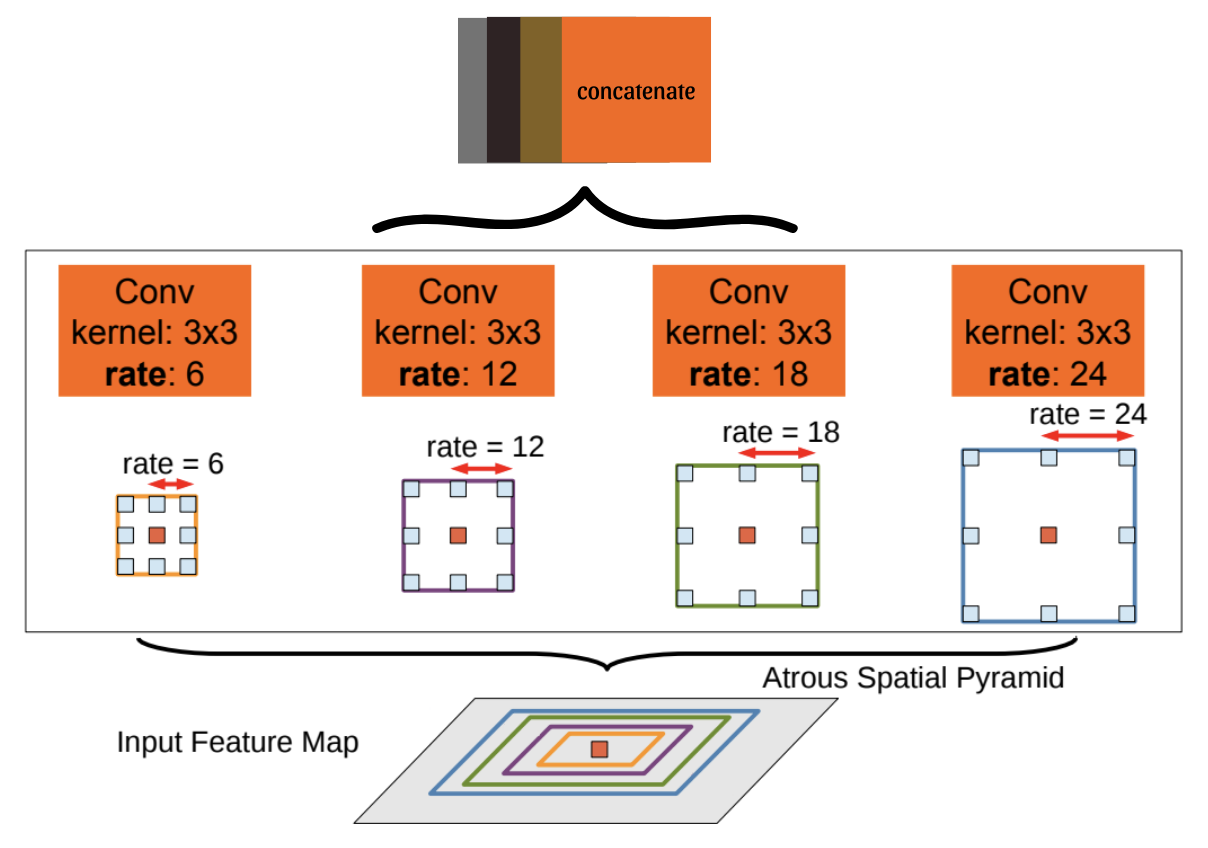 concatenate
Conv
kernel: 3x3
rate: 6
Conv
kernel: 3x3
rate: 12
Conv
kernel: 3x3
rate: 18
Conv
kernel: 3x3
rate: 24
rate = 6
rate = 12
rate = 18
rate = 24
Atrous Spatial Pyramid
Input Feature Map